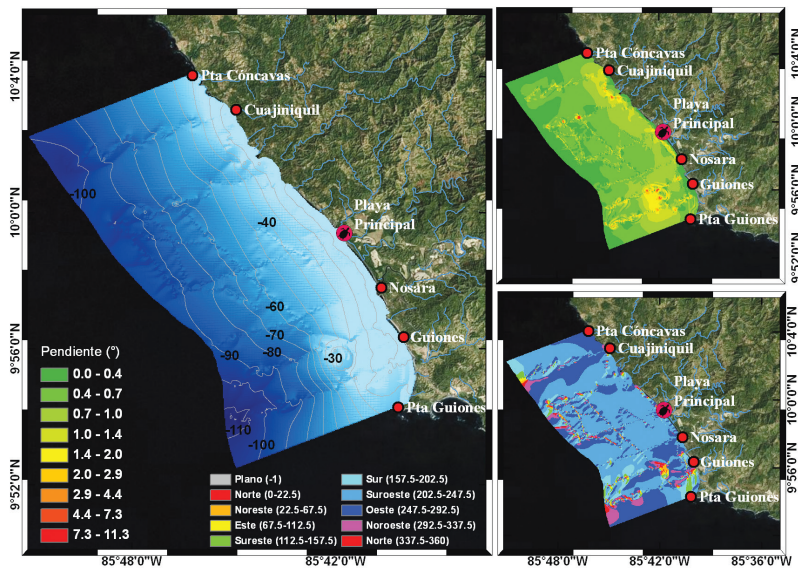 10°4'0"N
10°0'0"N
9°56'0"N
9°52'0"N
Pta Cóncavas
Cuajiniquil
Playa
Principal
Nosara
Guiones
Pta Guiones
-100
-40
-60
-70
-80
-90
-30
-110
-100
Pendiente (°)
0.0 - 0.4
0.4 - 0.7
0.7 - 1.0
1.0 - 1.4
1.4 - 2.0
2.0 - 2.9
2.9 - 4.4
4.4 - 7.3
7.3 - 11.3
Plano (-1)
Norte (0-22.5)
Noreste (22.5-67.5)
Este (67.5-112.5)
Sureste (112.5-157.5)
Sur (157.5-202.5)
Suroeste (202.5-247.5)
Oeste (247.5-292.5)
Noroeste (292.5-337.5)
Norte (337.5-360)
85°48'0"W
85°42'0"W
Pta Cóncavas
Cuajiniquil
Playa
Principal
Nosara
Guiones
Pta Guiones
Pta Cóncavas
Cuajiniquil
Playa
Principal
Nosara
Guiones
Pta Guiones
85°48'0"W
85°42'0"W
85°36'0"W